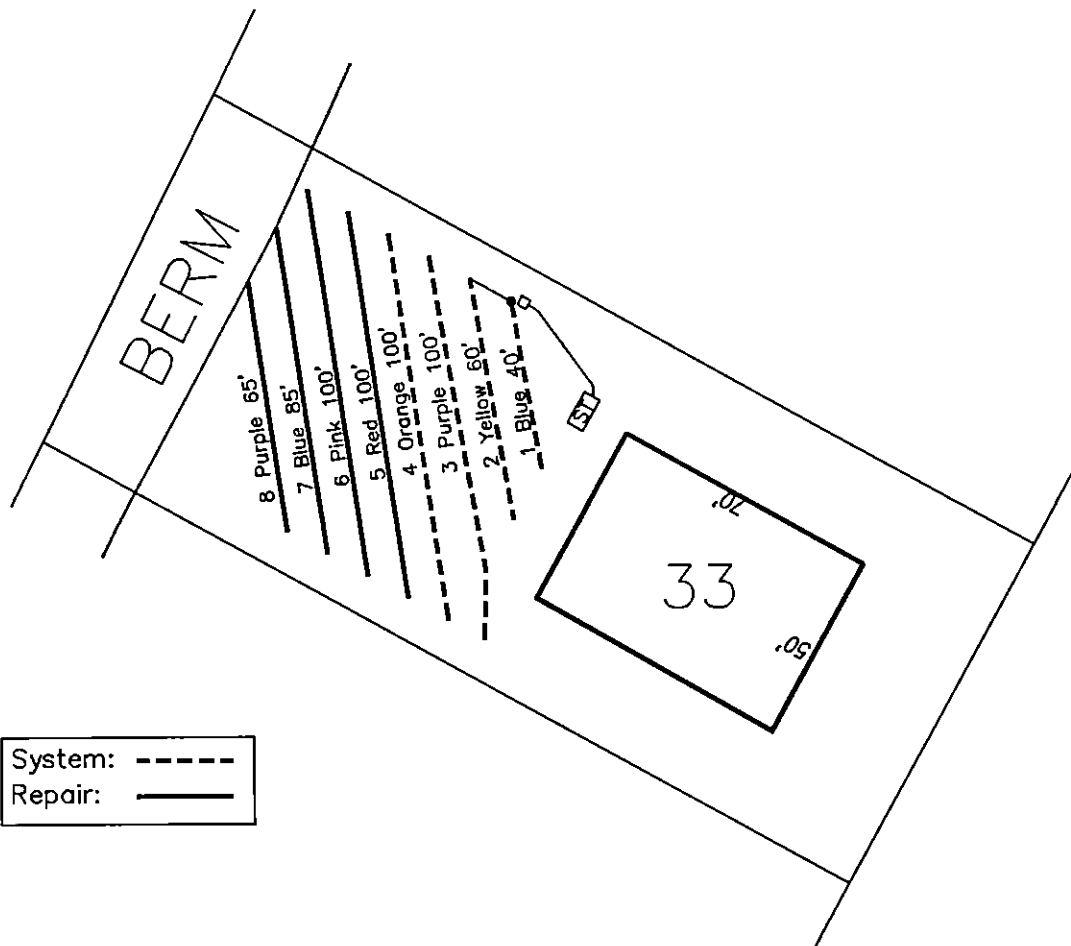 BERM
8 Purple 65'
7 Blue 85'
6 Pink 100'
5 Red 100'
4 Orange 100'
3 Purple 100'
2 Yellow 60'
1 Blue 40'
ST
70'
33
50'
System:
Repair: